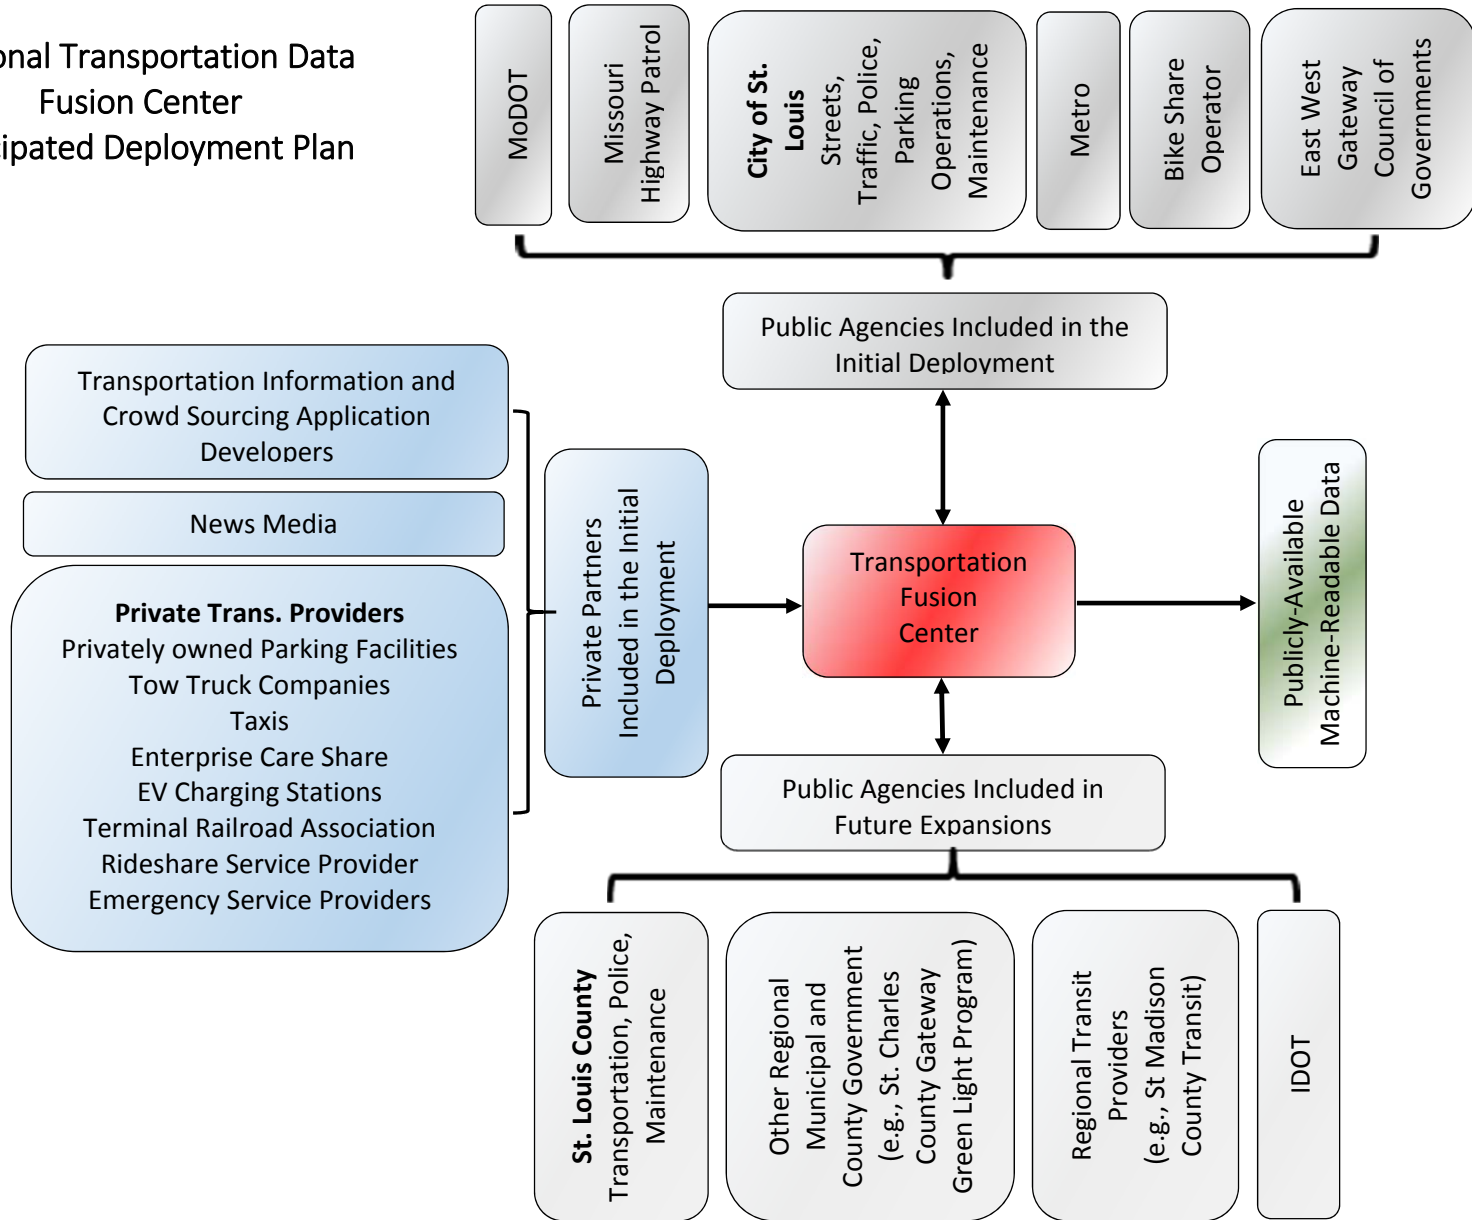 onal Transportation Data
Fusion Center
cipated Deployment Plan
MoDOT
Missouri
Highway Patrol
City of St.
Louis
Streets,
Traffic, Police,
Parking
Operations,
Maintenance
Metro
Bike Share
Operator
East West
Gateway
Council of
Governments
Public Agencies Included in the
Initial Deployment
Transportation Information and
Crowd Sourcing Application
Developers
News Media
Private Trans. Providers
Privately owned Parking Facilities
Tow Truck Companies
Taxis
Enterprise Care Share
EV Charging Stations
Terminal Railroad Association
Rideshare Service Provider
Emergency Service Providers
Private Partners
Included in the Initial
Deployment
Transportation
Fusion
Center
Publicly-Available
Machine-Readable Data
Public Agencies Included in
Future Expansions
St. Louis County
Transportation, Police,
Maintenance
Other Regional
Municipal and
County Government
(e.g., St. Charles
County Gateway
Green Light Program)
Regional Transit
Providers
(e.g., St Madison
County Transit)
IDOT